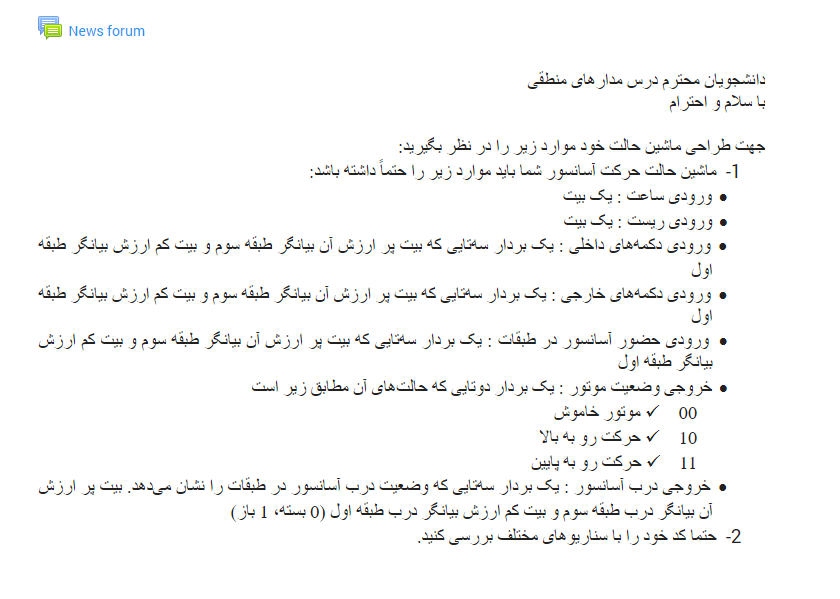 News forum
دانشجویان محترم درس مدارهای منطقی
با سلام و احترام
جهت طراحی ماشین حالت خود موارد زیر را در نظر بگیرید:
1- ماشین حالت حرکت آسانسور شما باید موارد زیر را حتماً داشته باشد:
• ورودی ساعت : یک بیت
• ورودی ریست : یک بیت
• ورودی دکمه‌های داخلی : یک بردار سه‌تایی که بیت پر ارزش آن بیانگر طبقه سوم و بیت کم ارزش بیانگر طبقه
اول
• ورودی دکمه‌های خارجی : یک بردار سه‌تایی که بیت پر ارزش آن بیانگر طبقه سوم و بیت کم ارزش بیانگر طبقه
اول
• ورودی حضور آسانسور در طبقات : یک بردار سه‌تایی که بیت پر ارزش آن بیانگر طبقه سوم و بیت کم ارزش
بیانگر طبقه اول
• خروجی وضعیت موتور : یک بردار دوتایی که حالت‌های آن مطابق زیر است
00 ✓ موتور خاموش
10 ✓ حرکت رو به بالا
11 ✓ حرکت رو به پایین
• خروجی درب آسانسور : یک بردار سه‌تایی که وضعیت درب آسانسور در طبقات را نشان می‌دهد. بیت پر ارزش
آن بیانگر درب طبقه سوم و بیت کم ارزش بیانگر درب طبقه اول (0 بسته، 1 باز)
2- حتما کد خود را با سناریوهای مختلف بررسی کنید.